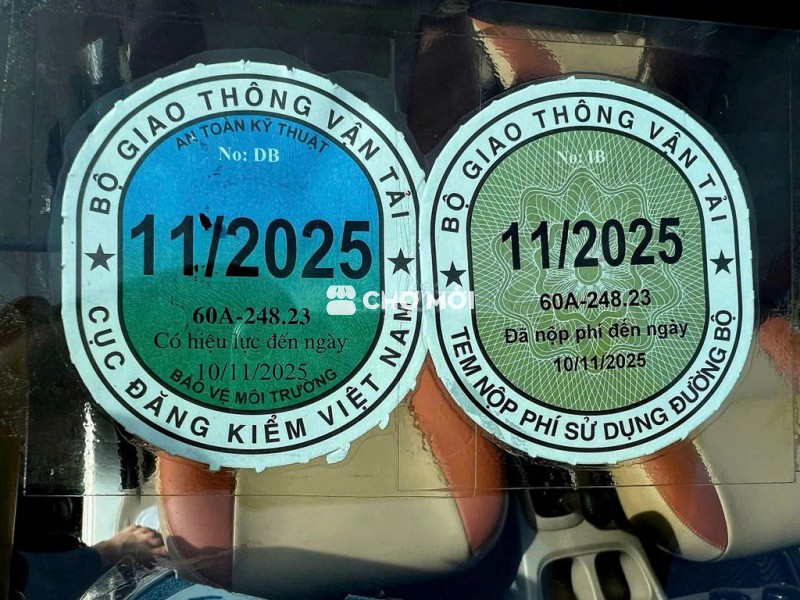 BỘ GIAO THÔNG VẬN TẢI
AN TOÀN KỸ THUẬT
No: DB
11/2025
60A-248.23
Có hiệu lực đến ngày
10/11/2025
BẢO VỆ MÔI TRƯỜNG
CỤC ĐĂNG KIỂM VIỆT NAM
BỘ GIAO THÔNG VẬN TẢI
No: IB
11/2025
60A-248.23
Đã nộp phí đến ngày
10/11/2025
TEM NỘP PHÍ SỬ DỤNG ĐƯỜNG BỘ
CHỢ MỚI